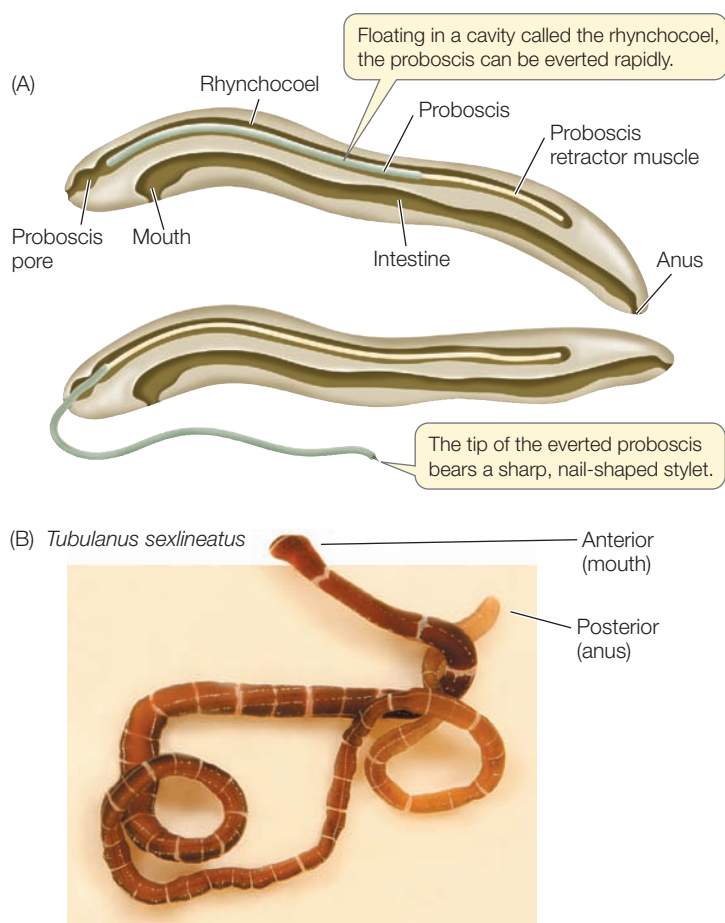 Floating in a cavity called the rhynchocoel,
the proboscis can be everted rapidly.
(A)
Rhynchocoel
Proboscis
Proboscis
retractor muscle
Proboscis
pore
Mouth
Intestine
Anus
The tip of the everted proboscis
bears a sharp, nail-shaped stylet.
(B) Tubulanus sexlineatus
Anterior
(mouth)
Posterior
(anus)